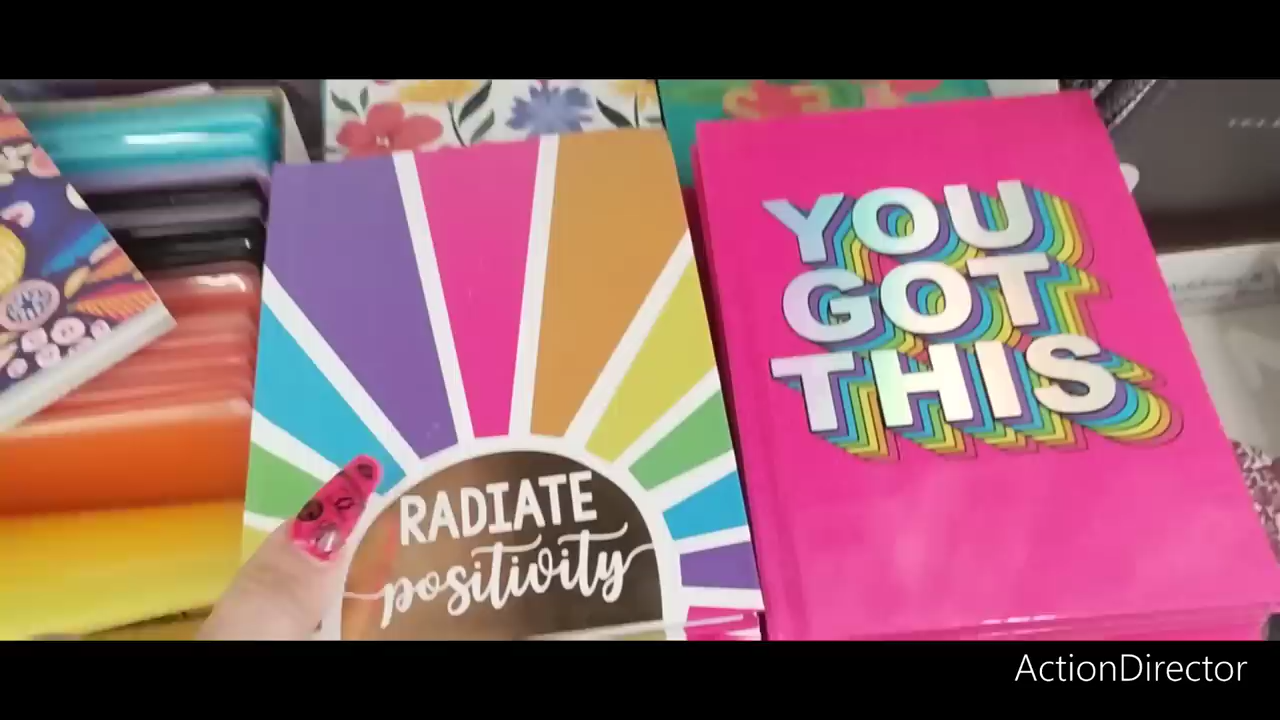 RADIATE
positivity
YOU
GOT
THIS
ActionDirector